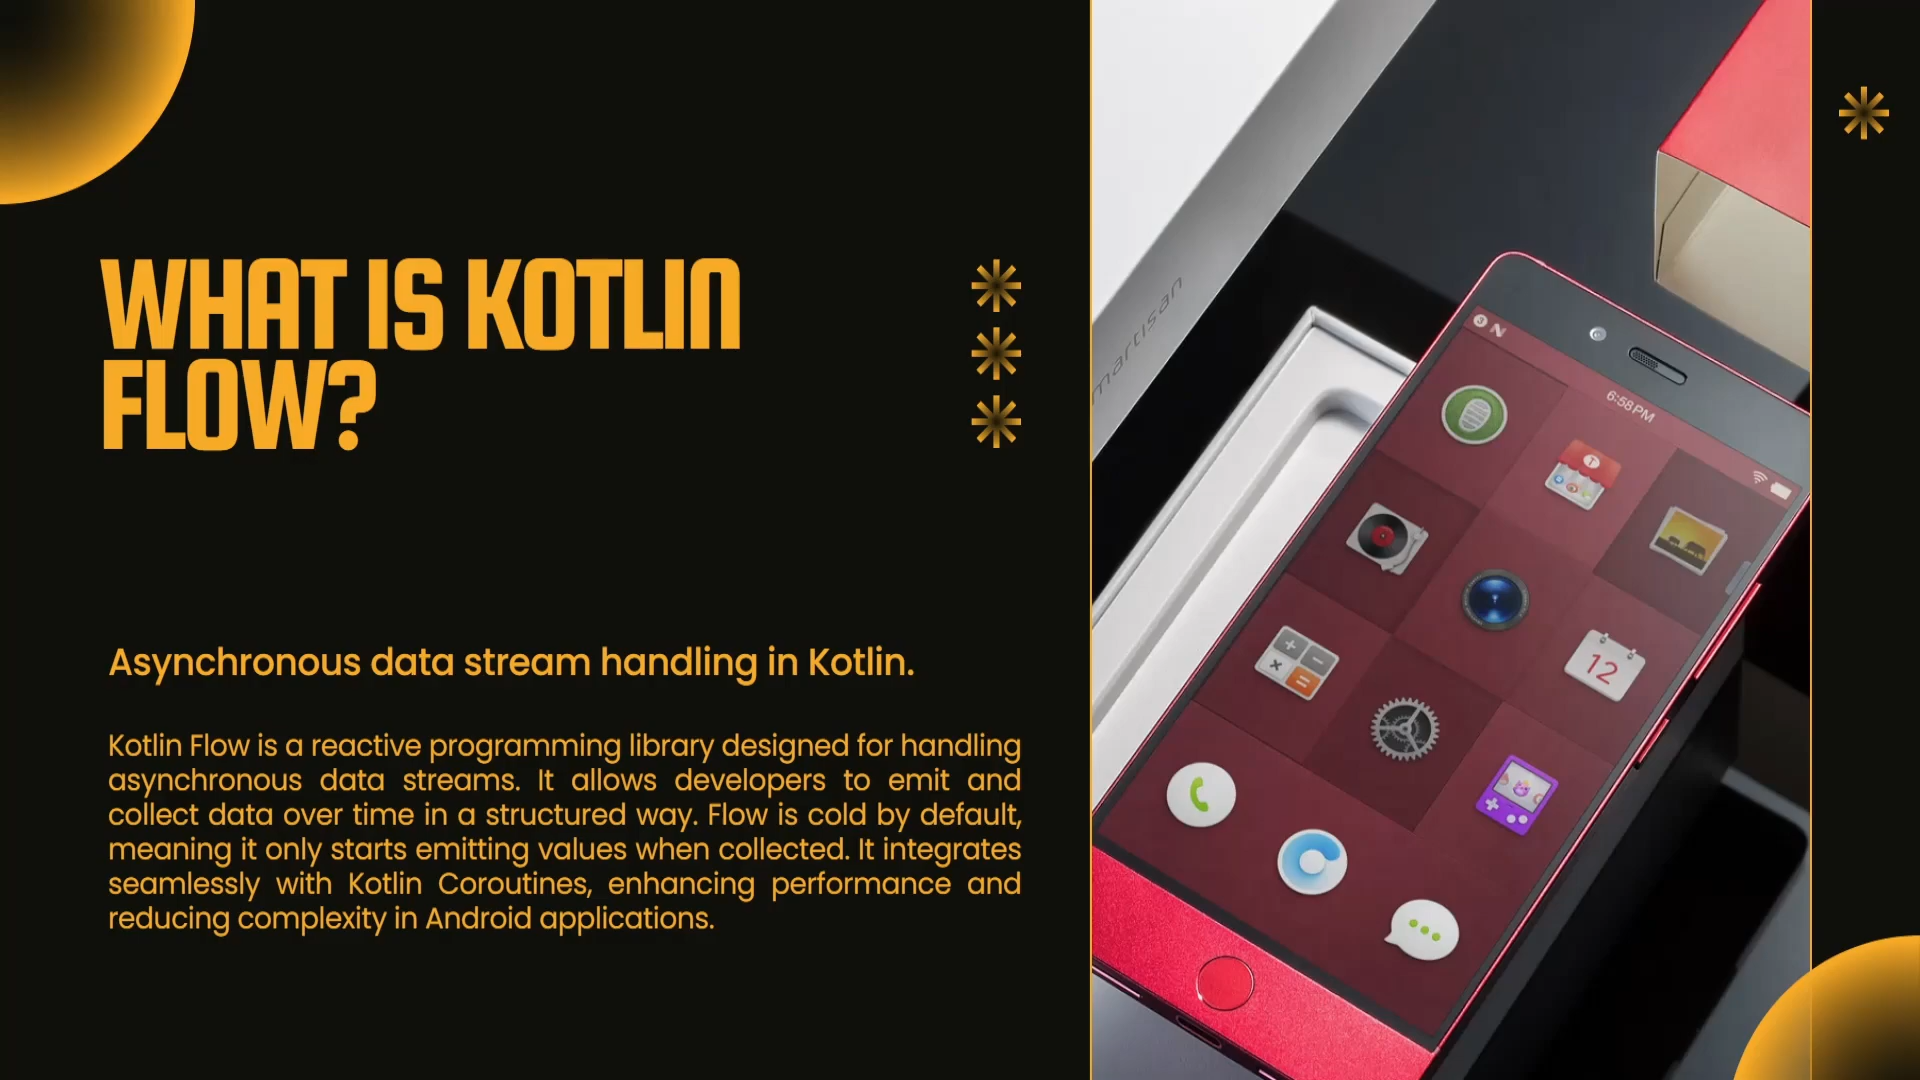 WHAT IS KOTLIN
FLOW?
Asynchronous data stream handling in Kotlin.
Kotlin Flow is a reactive programming library designed for handling
asynchronous data streams. It allows developers to emit and
collect data over time in a structured way. Flow is cold by default,
meaning it only starts emitting values when collected. It integrates
seamlessly with Kotlin Coroutines, enhancing performance and
reducing complexity in Android applications.
martisan
6:58 PM
T
12